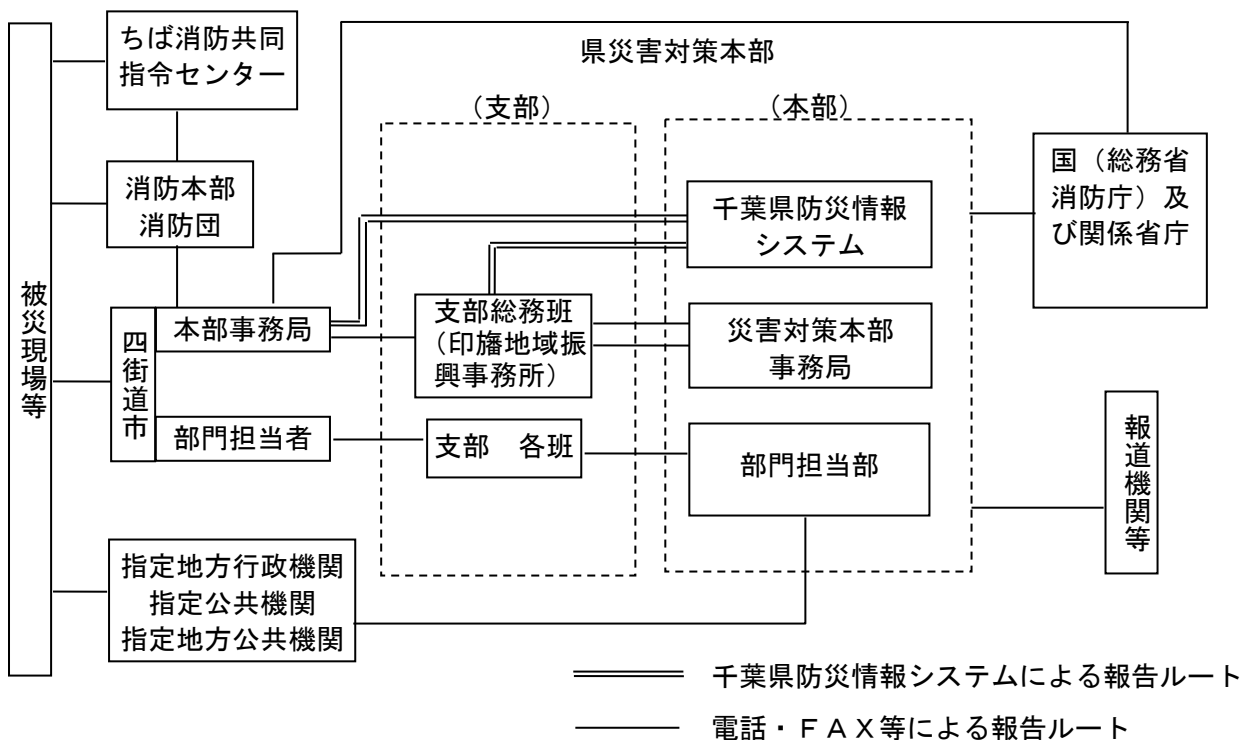 ちば消防共同
指令センター
県災害対策本部
(支部)
(本部)
消防本部
消防団
国(総務省
消防庁)及
び関係省庁
千葉県防災情報
システム
被災現場等
四街道市
本部事務局
支部総務班
(印旛地域振
興事務所)
災害対策本部
事務局
部門担当者
支部 各班
部門担当部
報道機関等
指定地方行政機関
指定公共機関
指定地方公共機関
千葉県防災情報システムによる報告ルート
電話・FAX等による報告ルート